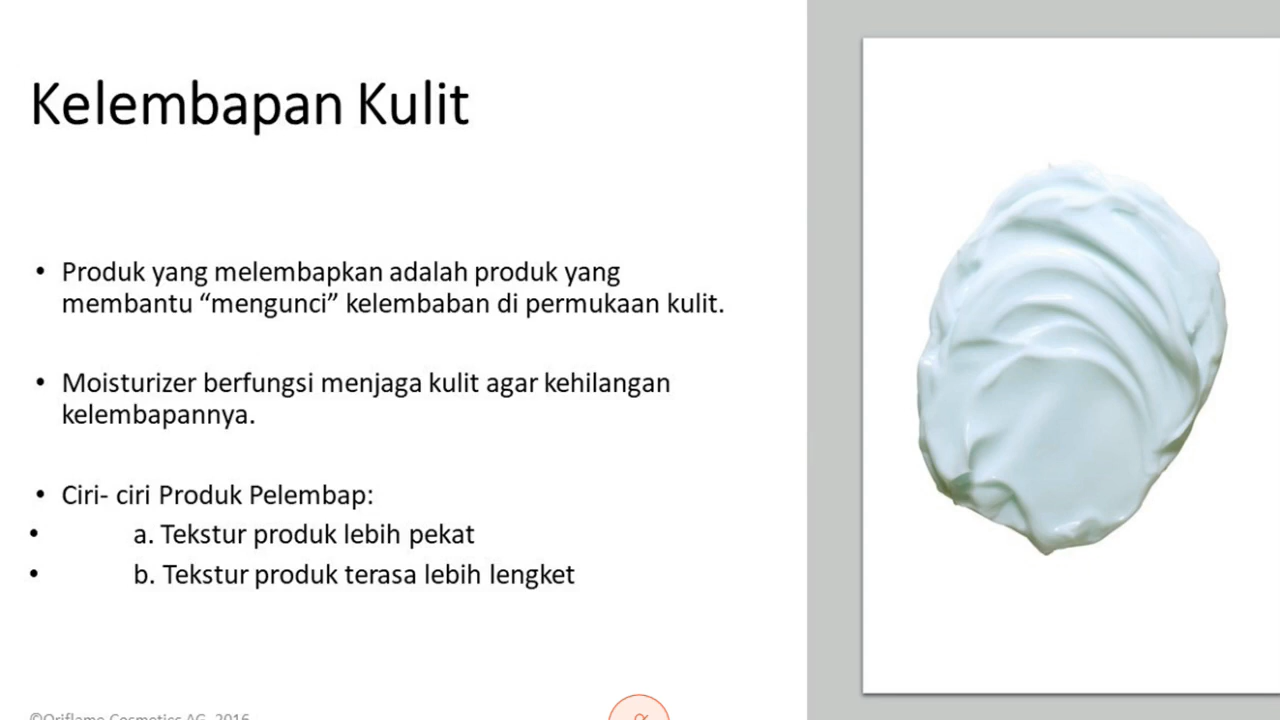 Kelembapan Kulit
• Produk yang melembapkan adalah produk yang
membantu “mengunci” kelembaban di permukaan kulit.
• Moisturizer berfungsi menjaga kulit agar kehilangan
kelembapannya.
• Ciri- ciri Produk Pelembap:
• a. Tekstur produk lebih pekat
• b. Tekstur produk terasa lebih lengket
©Oriflame Cosmetics AG, 2016